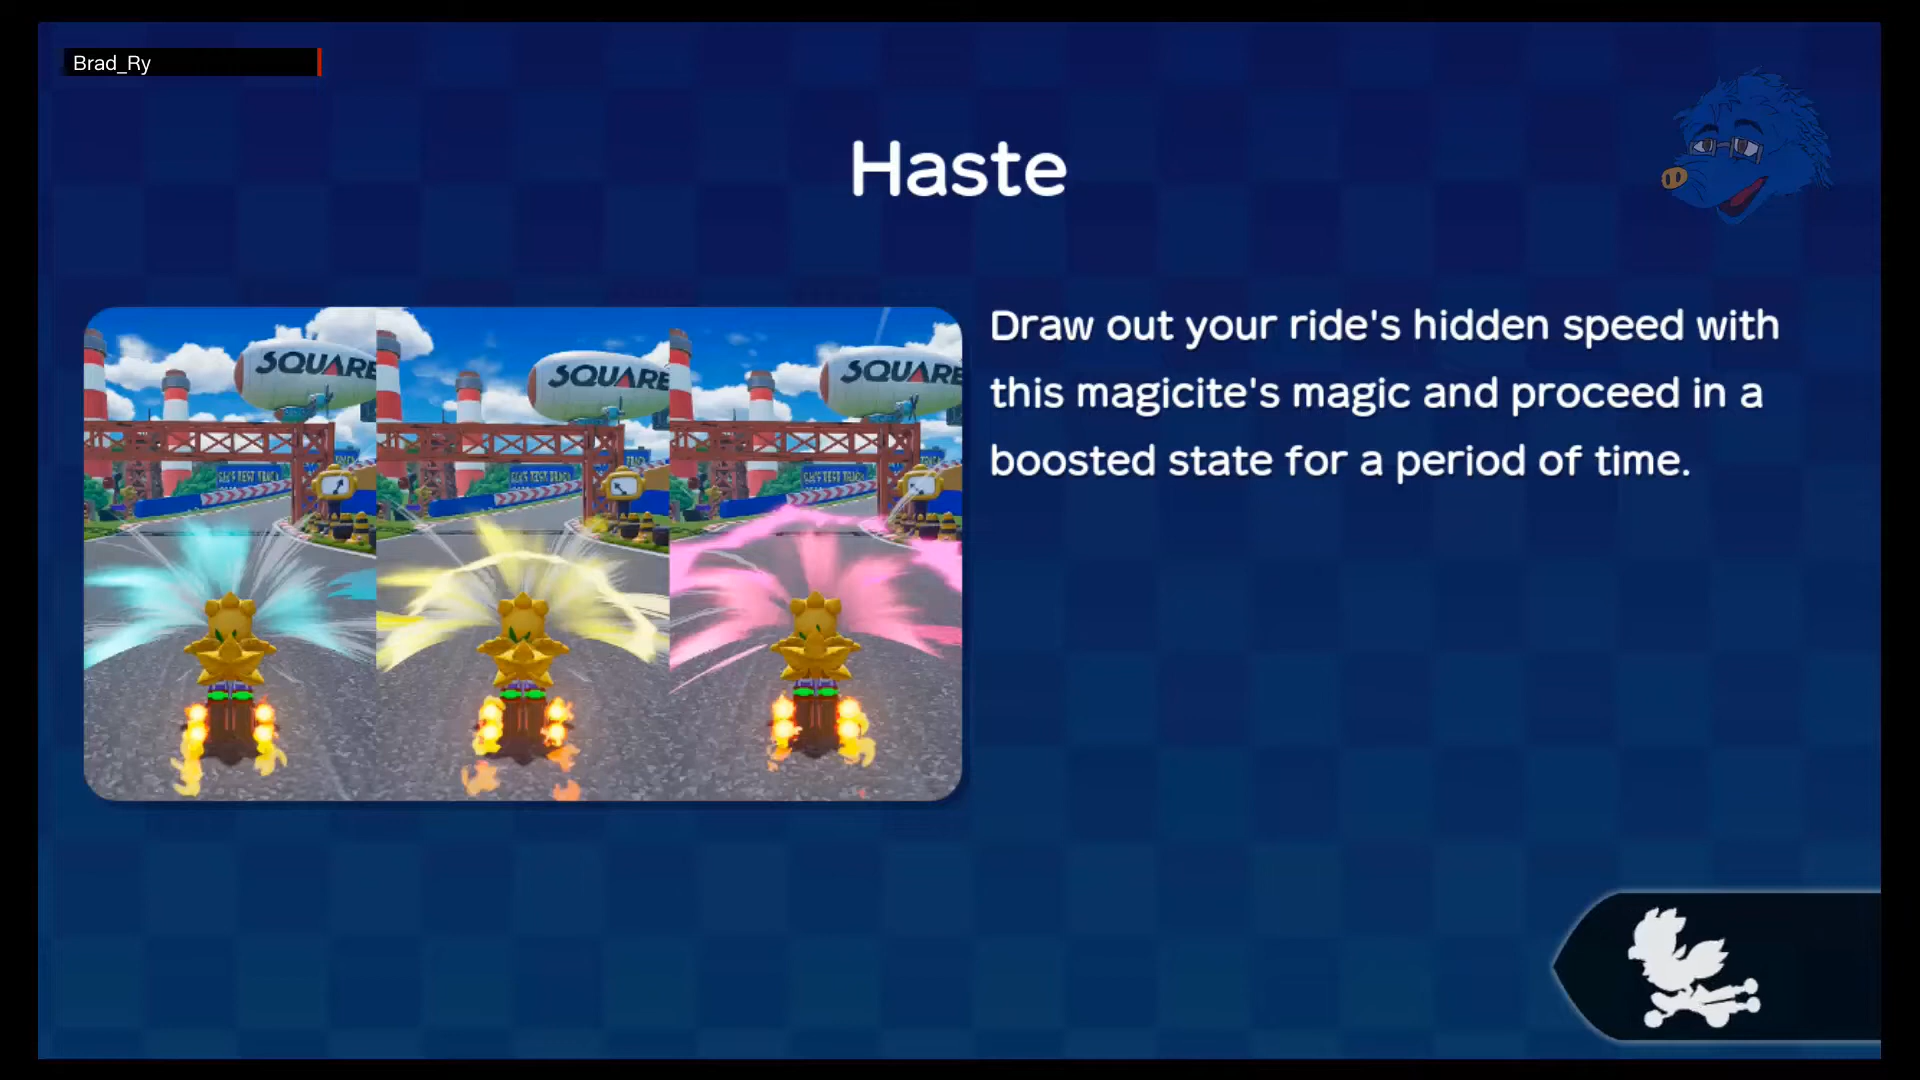 Brad_Ry
Haste
Draw out your ride's hidden speed with
this magicite's magic and proceed in a
boosted state for a period of time.
SQUARE SQUARE SQUARE